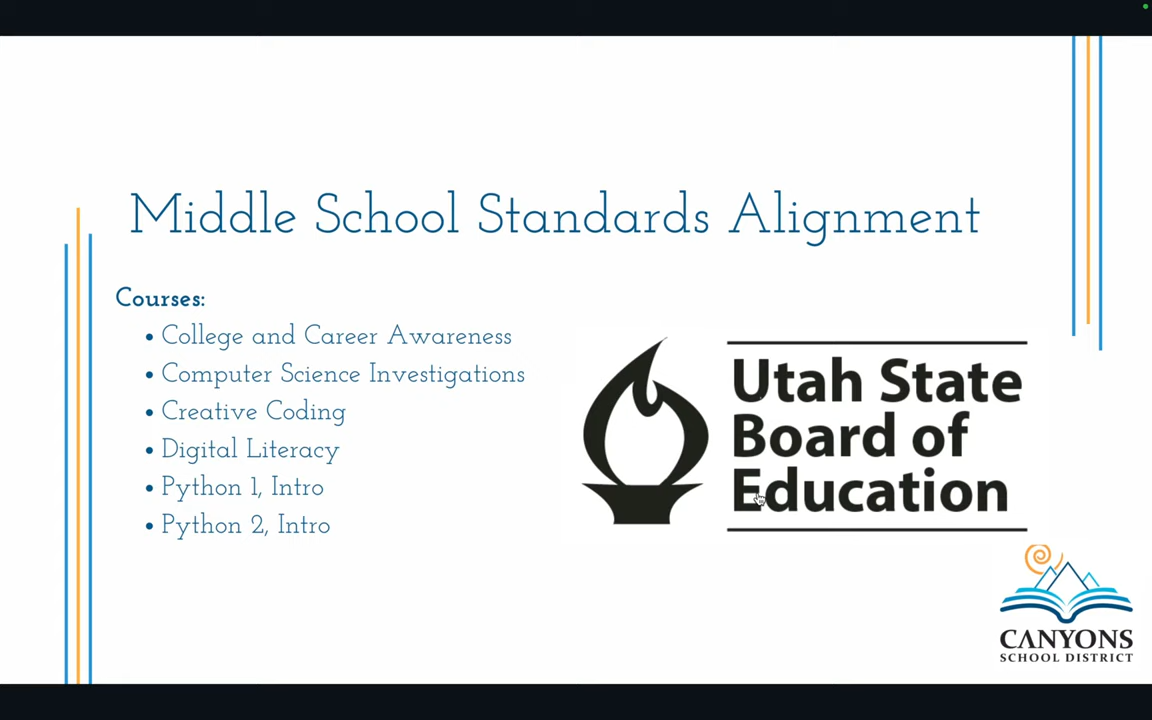 Middle School Standards Alignment
Courses:
• College and Career Awareness
• Computer Science Investigations
• Creative Coding
• Digital Literacy
• Python 1, Intro
• Python 2, Intro
Utah State
Board of
Education
CANYONS
SCHOOL DISTRICT